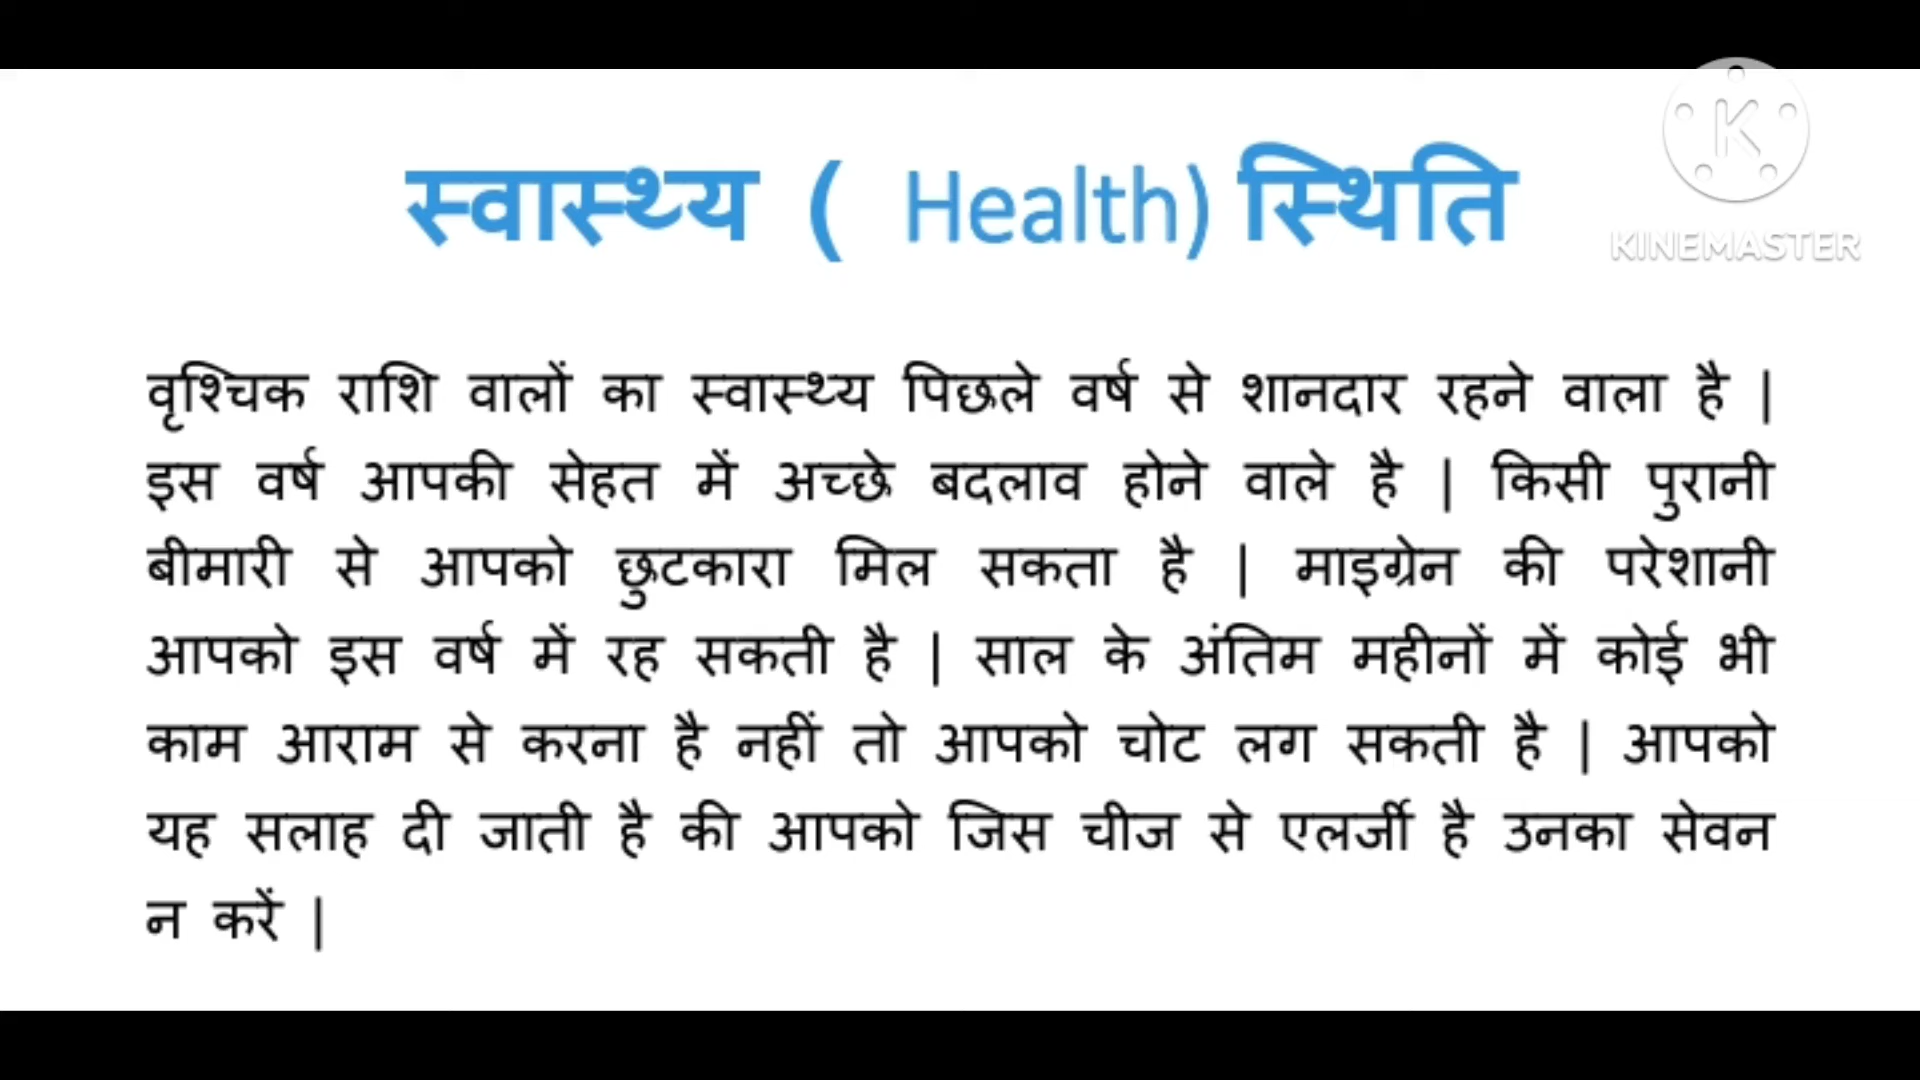 स्वास्थ्य ( Health) स्थिति
K
KINEMASTER
वृश्चिक राशि वालों का स्वास्थ्य पिछले वर्ष से शानदार रहने वाला है |
इस वर्ष आपकी सेहत में अच्छे बदलाव होने वाले है | किसी पुरानी
बीमारी से आपको छुटकारा मिल सकता है | माइग्रेन की परेशानी
आपको इस वर्ष में रह सकती है | साल के अंतिम महीनों में कोई भी
काम आराम से करना है नहीं तो आपको चोट लग सकती है | आपको
यह सलाह दी जाती है की आपको जिस चीज से एलर्जी है उनका सेवन
न करें |